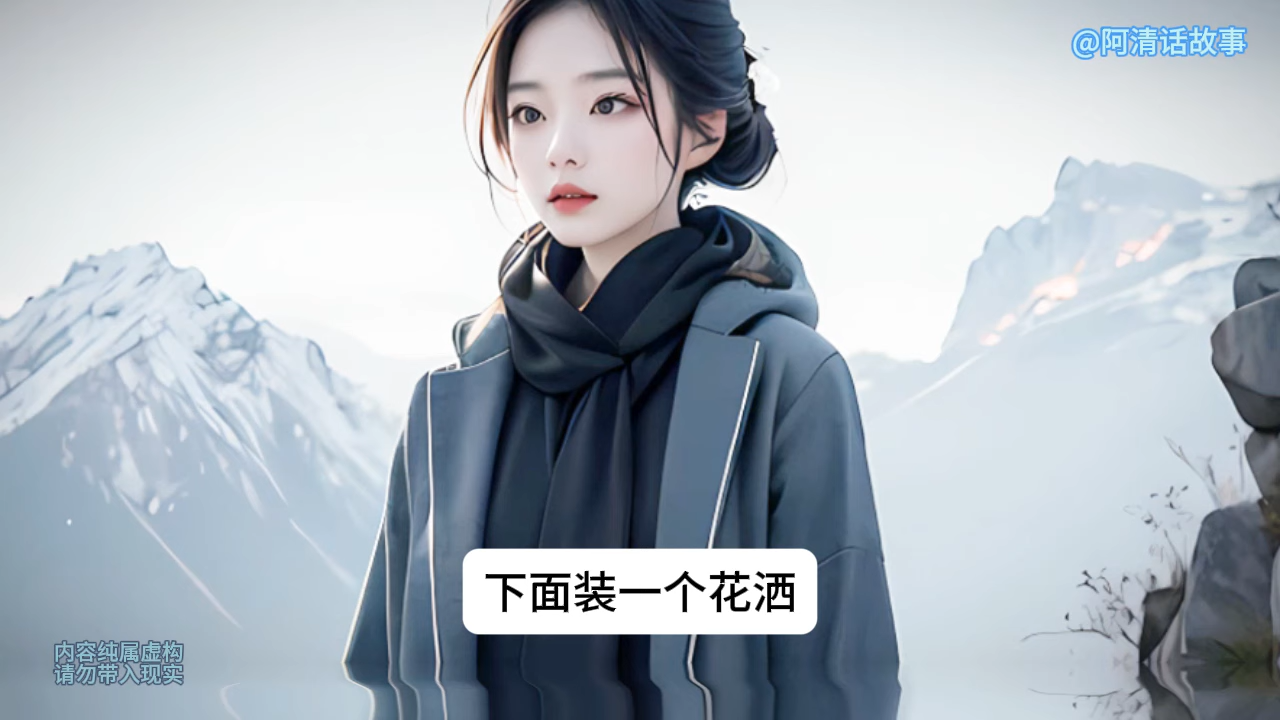 @阿清话故事
下面装一个花洒
内容纯属虚构
请勿带入现实